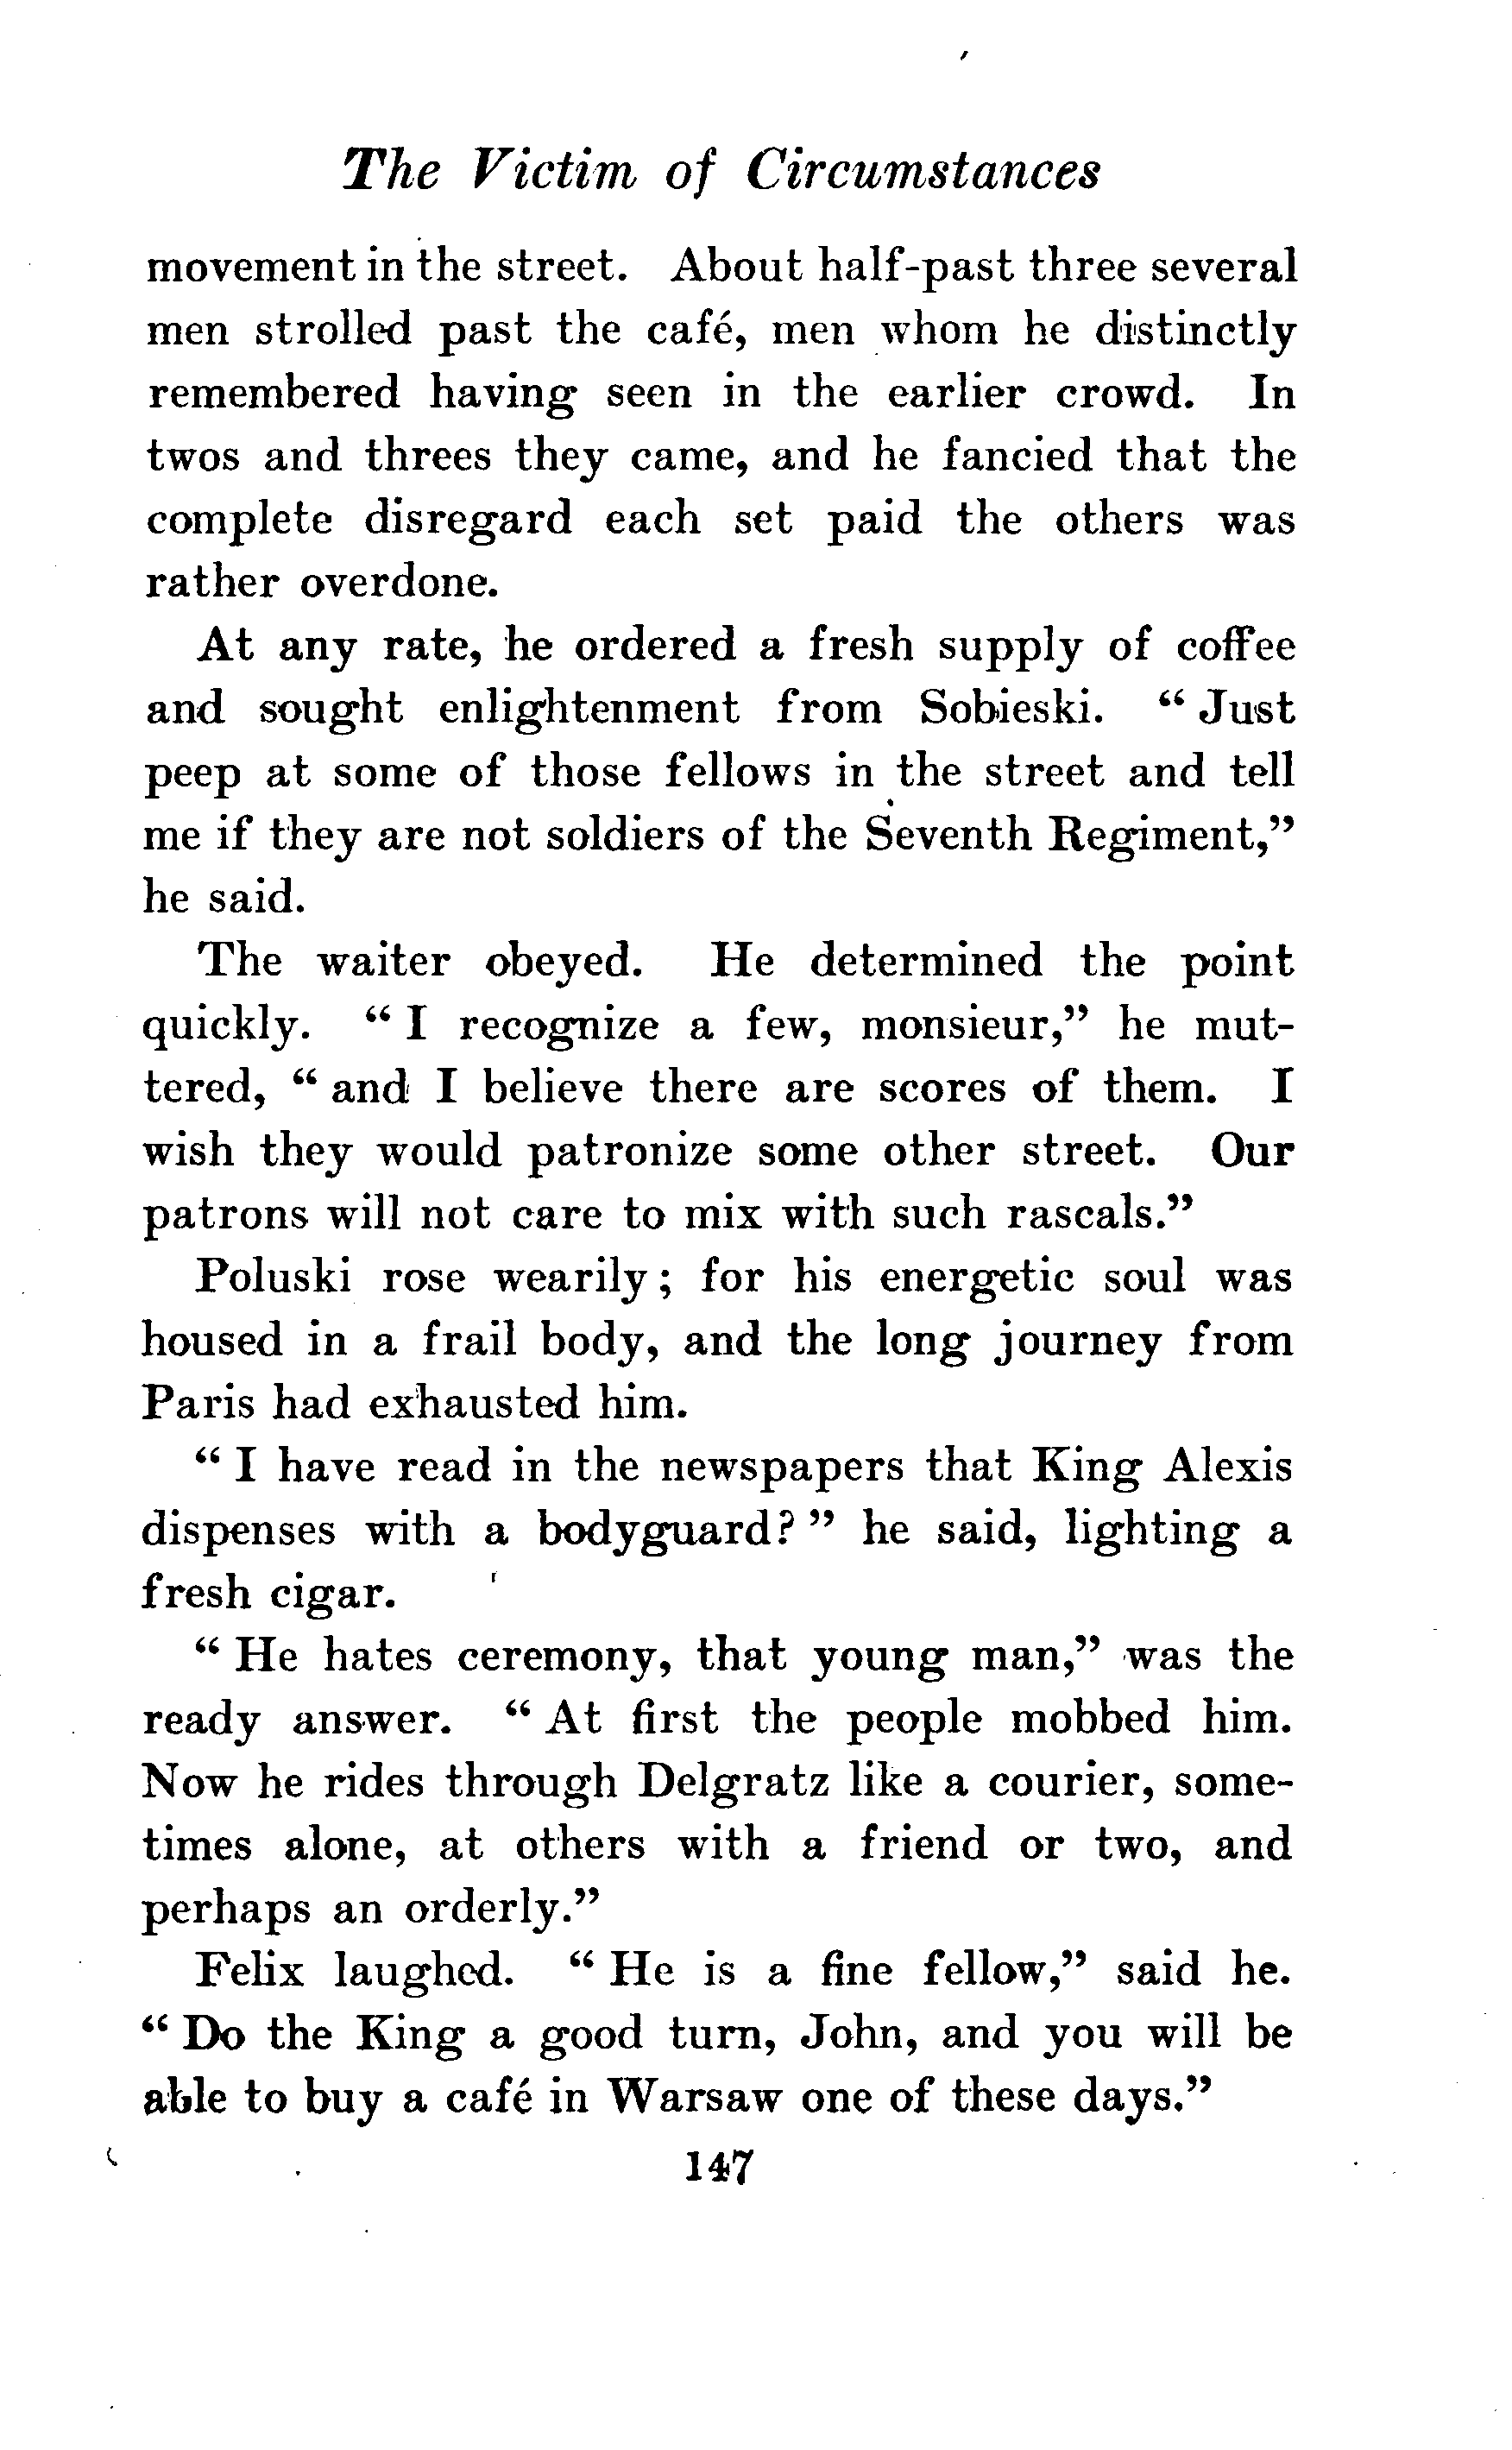 The Victim of Circumstances
movement in the street. About half-past three several
men strolled past the café, men whom he distinctly
remembered having seen in the earlier crowd. In
twos and threes they came, and he fancied that the
complete disregard each set paid the others was
rather overdone.
At any rate, he ordered a fresh supply of coffee
and sought enlightenment from Sobieski. “ Just
peep at some of those fellows in the street and tell
me if they are not soldiers of the Seventh Regiment,”
he said.
The waiter obeyed. He determined the point
quickly. “ I recognize a few, monsieur,” he mut-
tered, “ and I believe there are scores of them. I
wish they would patronize some other street. Our
patrons will not care to mix with such rascals.”
Poluski rose wearily; for his energetic soul was
housed in a frail body, and the long journey from
Paris had exhausted him.
“ I have read in the newspapers that King Alexis
dispenses with a bodyguard? ” he said, lighting a
fresh cigar.
“ He hates ceremony, that young man,” was the
ready answer. “ At first the people mobbed him.
Now he rides through Delgratz like a courier, some-
times alone, at others with a friend or two, and
perhaps an orderly.”
Felix laughed. “ He is a fine fellow,” said he.
“ Do the King a good turn, John, and you will be
able to buy a café in Warsaw one of these days.”
147